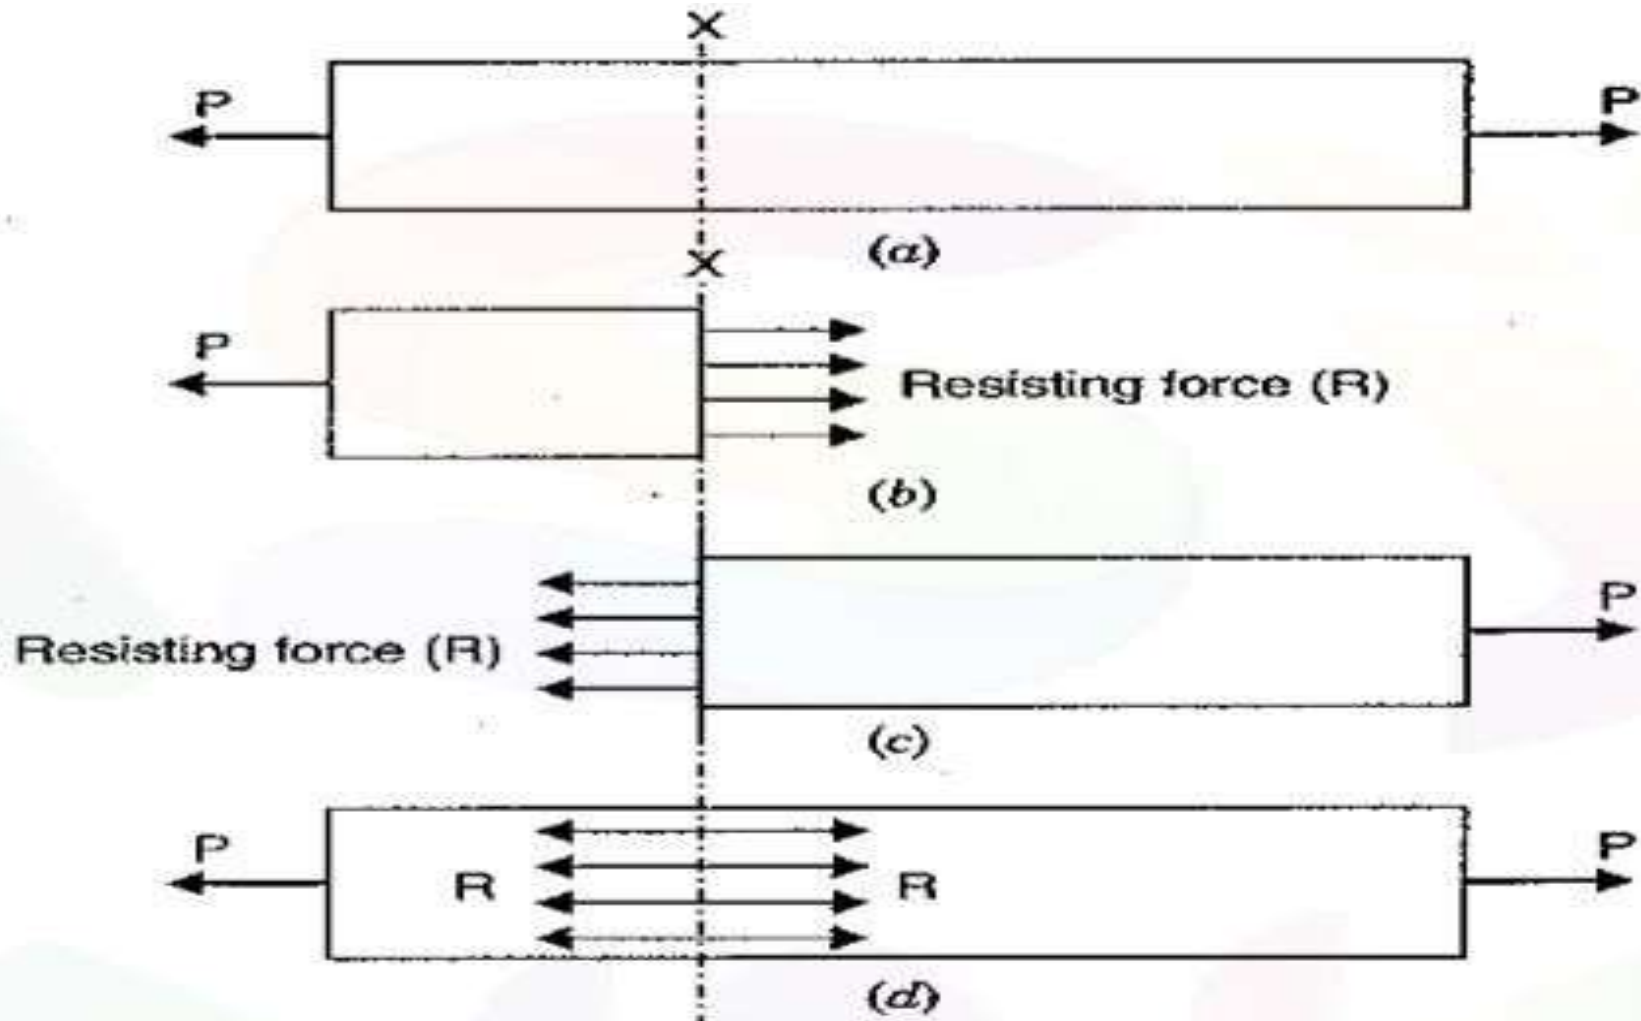 X
P P
(a)
X
P
Resisting force (R)
(b)
P
Resisting force (R)
(c)
P P
R R
(d)